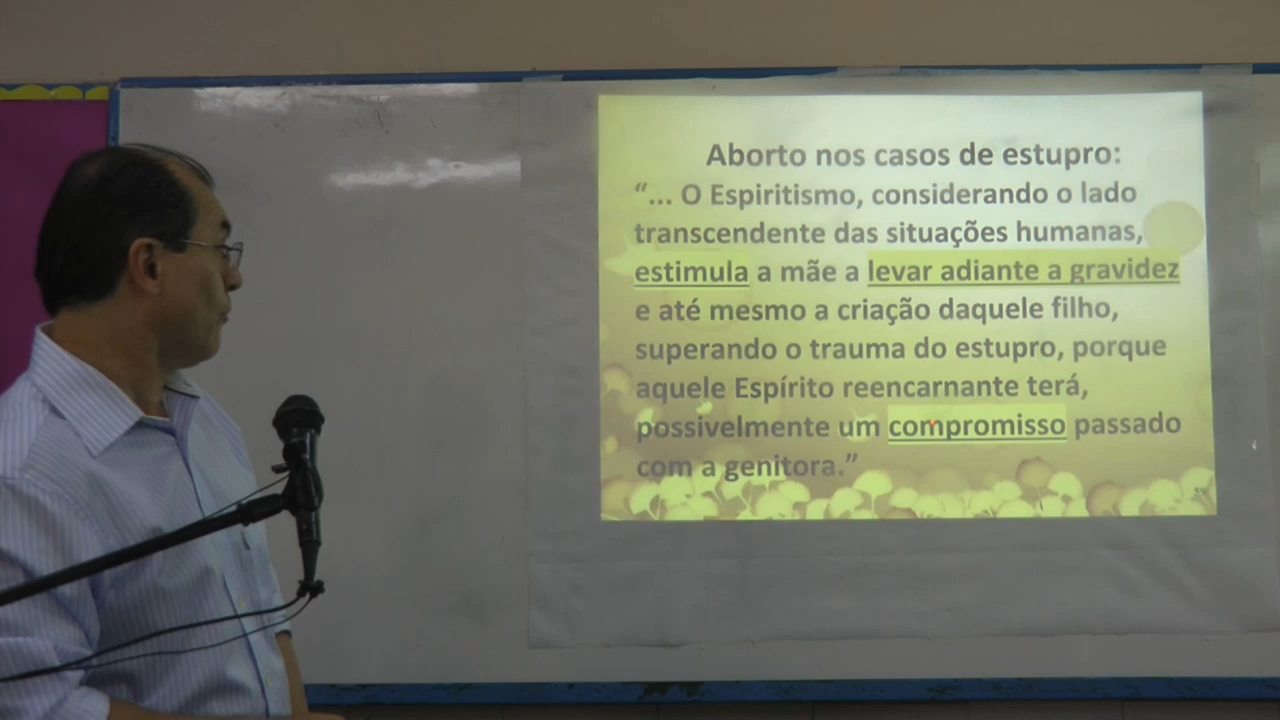 Aborto nos casos de estupro:
“... O Espiritismo, considerando o lado
transcendente das situações humanas,
estimula a mãe a levar adiante a gravidez
e até mesmo a criação daquele filho,
superando o trauma do estupro, porque
aquele Espírito reencarnante terá,
possivelmente um compromisso passado
com a genitora.”